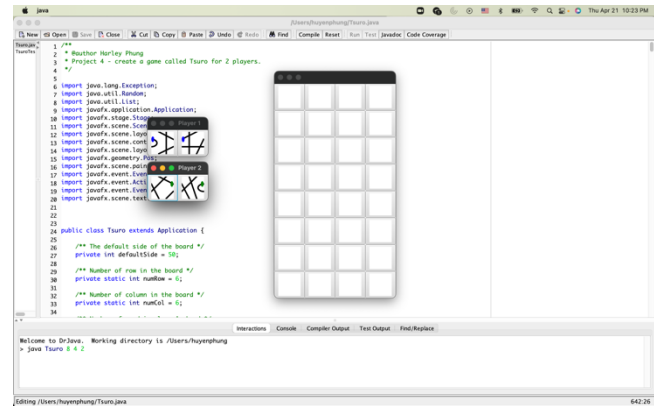 java
Thu Apr 21 10:23 PM
/Users/huyenphung/Tsuro.java
New Open Save Close Cut Copy Paste Undo Redo Find Compile Reset Run Test Javadoc Code Coverage
Tsuro.jav
TsuroTes
1 /**
2 * @author Harley Phung
3 * Project 4 - create a game called Tsuro for 2 players.
4 */
5
6 import java.lang.Exception;
7 import java.util.Random;
8 import java.util.List;
9 import javafx.application.Application;
10 import javafx.stage.Stage
11 import javafx.scene.Scen
12 import javafx.scene.layo
13 import javafx.scene.cont
14 import javafx.scene.layo
15 import javafx.geometry.Pos;
16 import javafx.scene.pain
17 import javafx.event.Even
18 import javafx.event.Acti
19 import javafx.event.Even
20 import javafx.scene.text
21
22
23
24 public class Tsuro extends Application {
25
26 /** The default side of the board */
27 private int defaultSide = 50;
28
29 /** Number of row in the board */
30 private static int numRow = 6;
31
32 /** Number of column in the board */
33 private static int numCol = 6;
34
Player 1
Player 2
Interactions Console Compiler Output Test Output Find/Replace
Welcome to DrJava. Working directory is /Users/huyenphung
> java Tsuro 8 4 2
Editing /Users/huyenphung/Tsuro.java
642:26